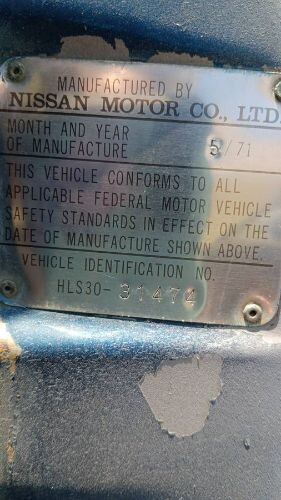 MANUFACTURED BY
NISSAN MOTOR CO., LTD.
MONTH AND YEAR
OF MANUFACTURE 5/71
THIS VEHICLE CONFORMS TO ALL
APPLICABLE FEDERAL MOTOR VEHICLE
SAFETY STANDARDS IN EFFECT ON THE
DATE OF MANUFACTURE SHOWN ABOVE.
VEHICLE IDENTIFICATION NO.
HLS30-31474